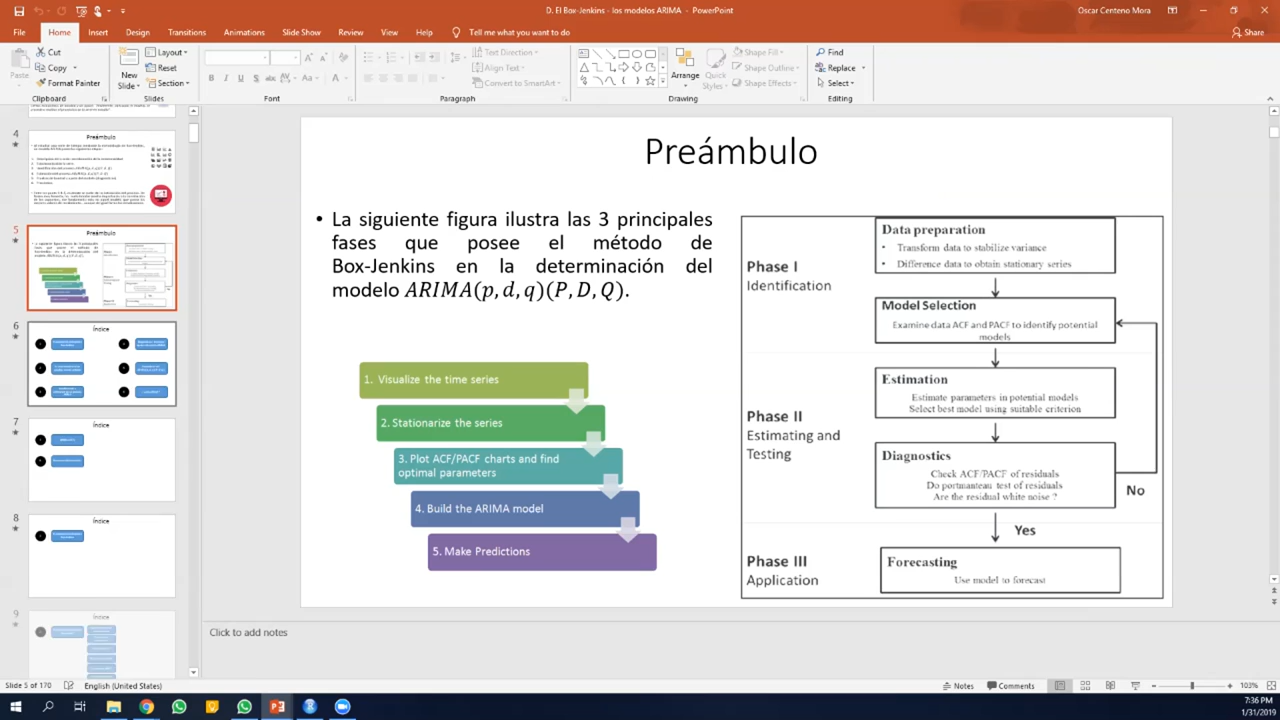 D. El Box-Jenkins - los modelos ARIMA - PowerPoint
Oscar Centeno Mora
File Home Insert Design Transitions Animations Slide Show Review View Help Tell me what you want to do
Share
Paste
Cut
Copy
Format Painter
Clipboard
New
Slide
Layout
Reset
Section
Slides
Font
Text Direction
Align Text
Convert to SmartArt
Paragraph
Arrange
Quick
Styles
Shape Fill
Shape Outline
Shape Effects
Drawing
Find
Replace
Select
Editing
4
Preámbulo
5
Preámbulo
6
Índice
7
Índice
8
Índice
9
Índice
Preámbulo
• La siguiente figura ilustra las 3 principales
fases que posee el método de
Box-Jenkins en la determinación del
modelo ARIMA(p, d, q)(P, D, Q).
1. Visualize the time series
2. Stationarize the series
3. Plot ACF/PACF charts and find
optimal parameters
4. Build the ARIMA model
5. Make Predictions
Phase I
Identification
Data preparation
• Transform data to stabilize variance
• Difference data to obtain stationary series
Model Selection
Examine data ACF and PACF to identify potential
models
Phase II
Estimating and
Testing
Estimation
Estimate parameters in potential models
Select best model using suitable criterion
Diagnostics
Check ACF/PACF of residuals
Do portmanteau test of residuals
Are the residual white noise ?
No
Yes
Phase III
Application
Forecasting
Use model to forecast
Click to add notes
Slide 5 of 170
English (United States)
Notes
Comments
103%
7:36 PM
1/31/2019